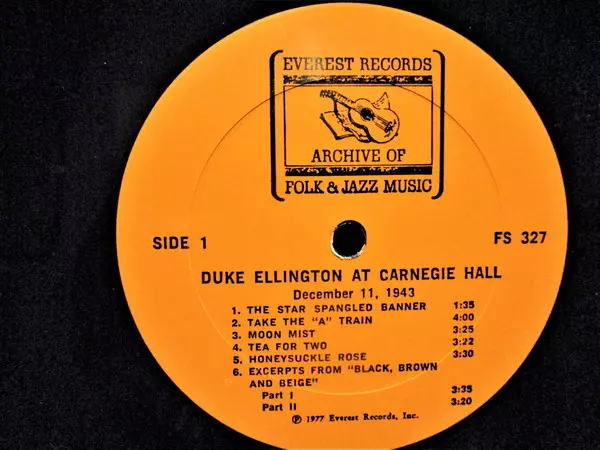 EVEREST RECORDS
ARCHIVE OF
FOLK & JAZZ MUSIC
SIDE 1 FS 327
DUKE ELLINGTON AT CARNEGIE HALL
December 11, 1943
1. THE STAR SPANGLED BANNER 1:35
2. TAKE THE "A" TRAIN 4:00
3. MOON MIST 3:25
4. TEA FOR TWO 3:22
5. HONEYSUCKLE ROSE 3:30
6. EXCERPTS FROM "BLACK, BROWN
AND BEIGE"
Part I 3:35
Part II 3:20
℗ 1977 Everest Records, Inc.